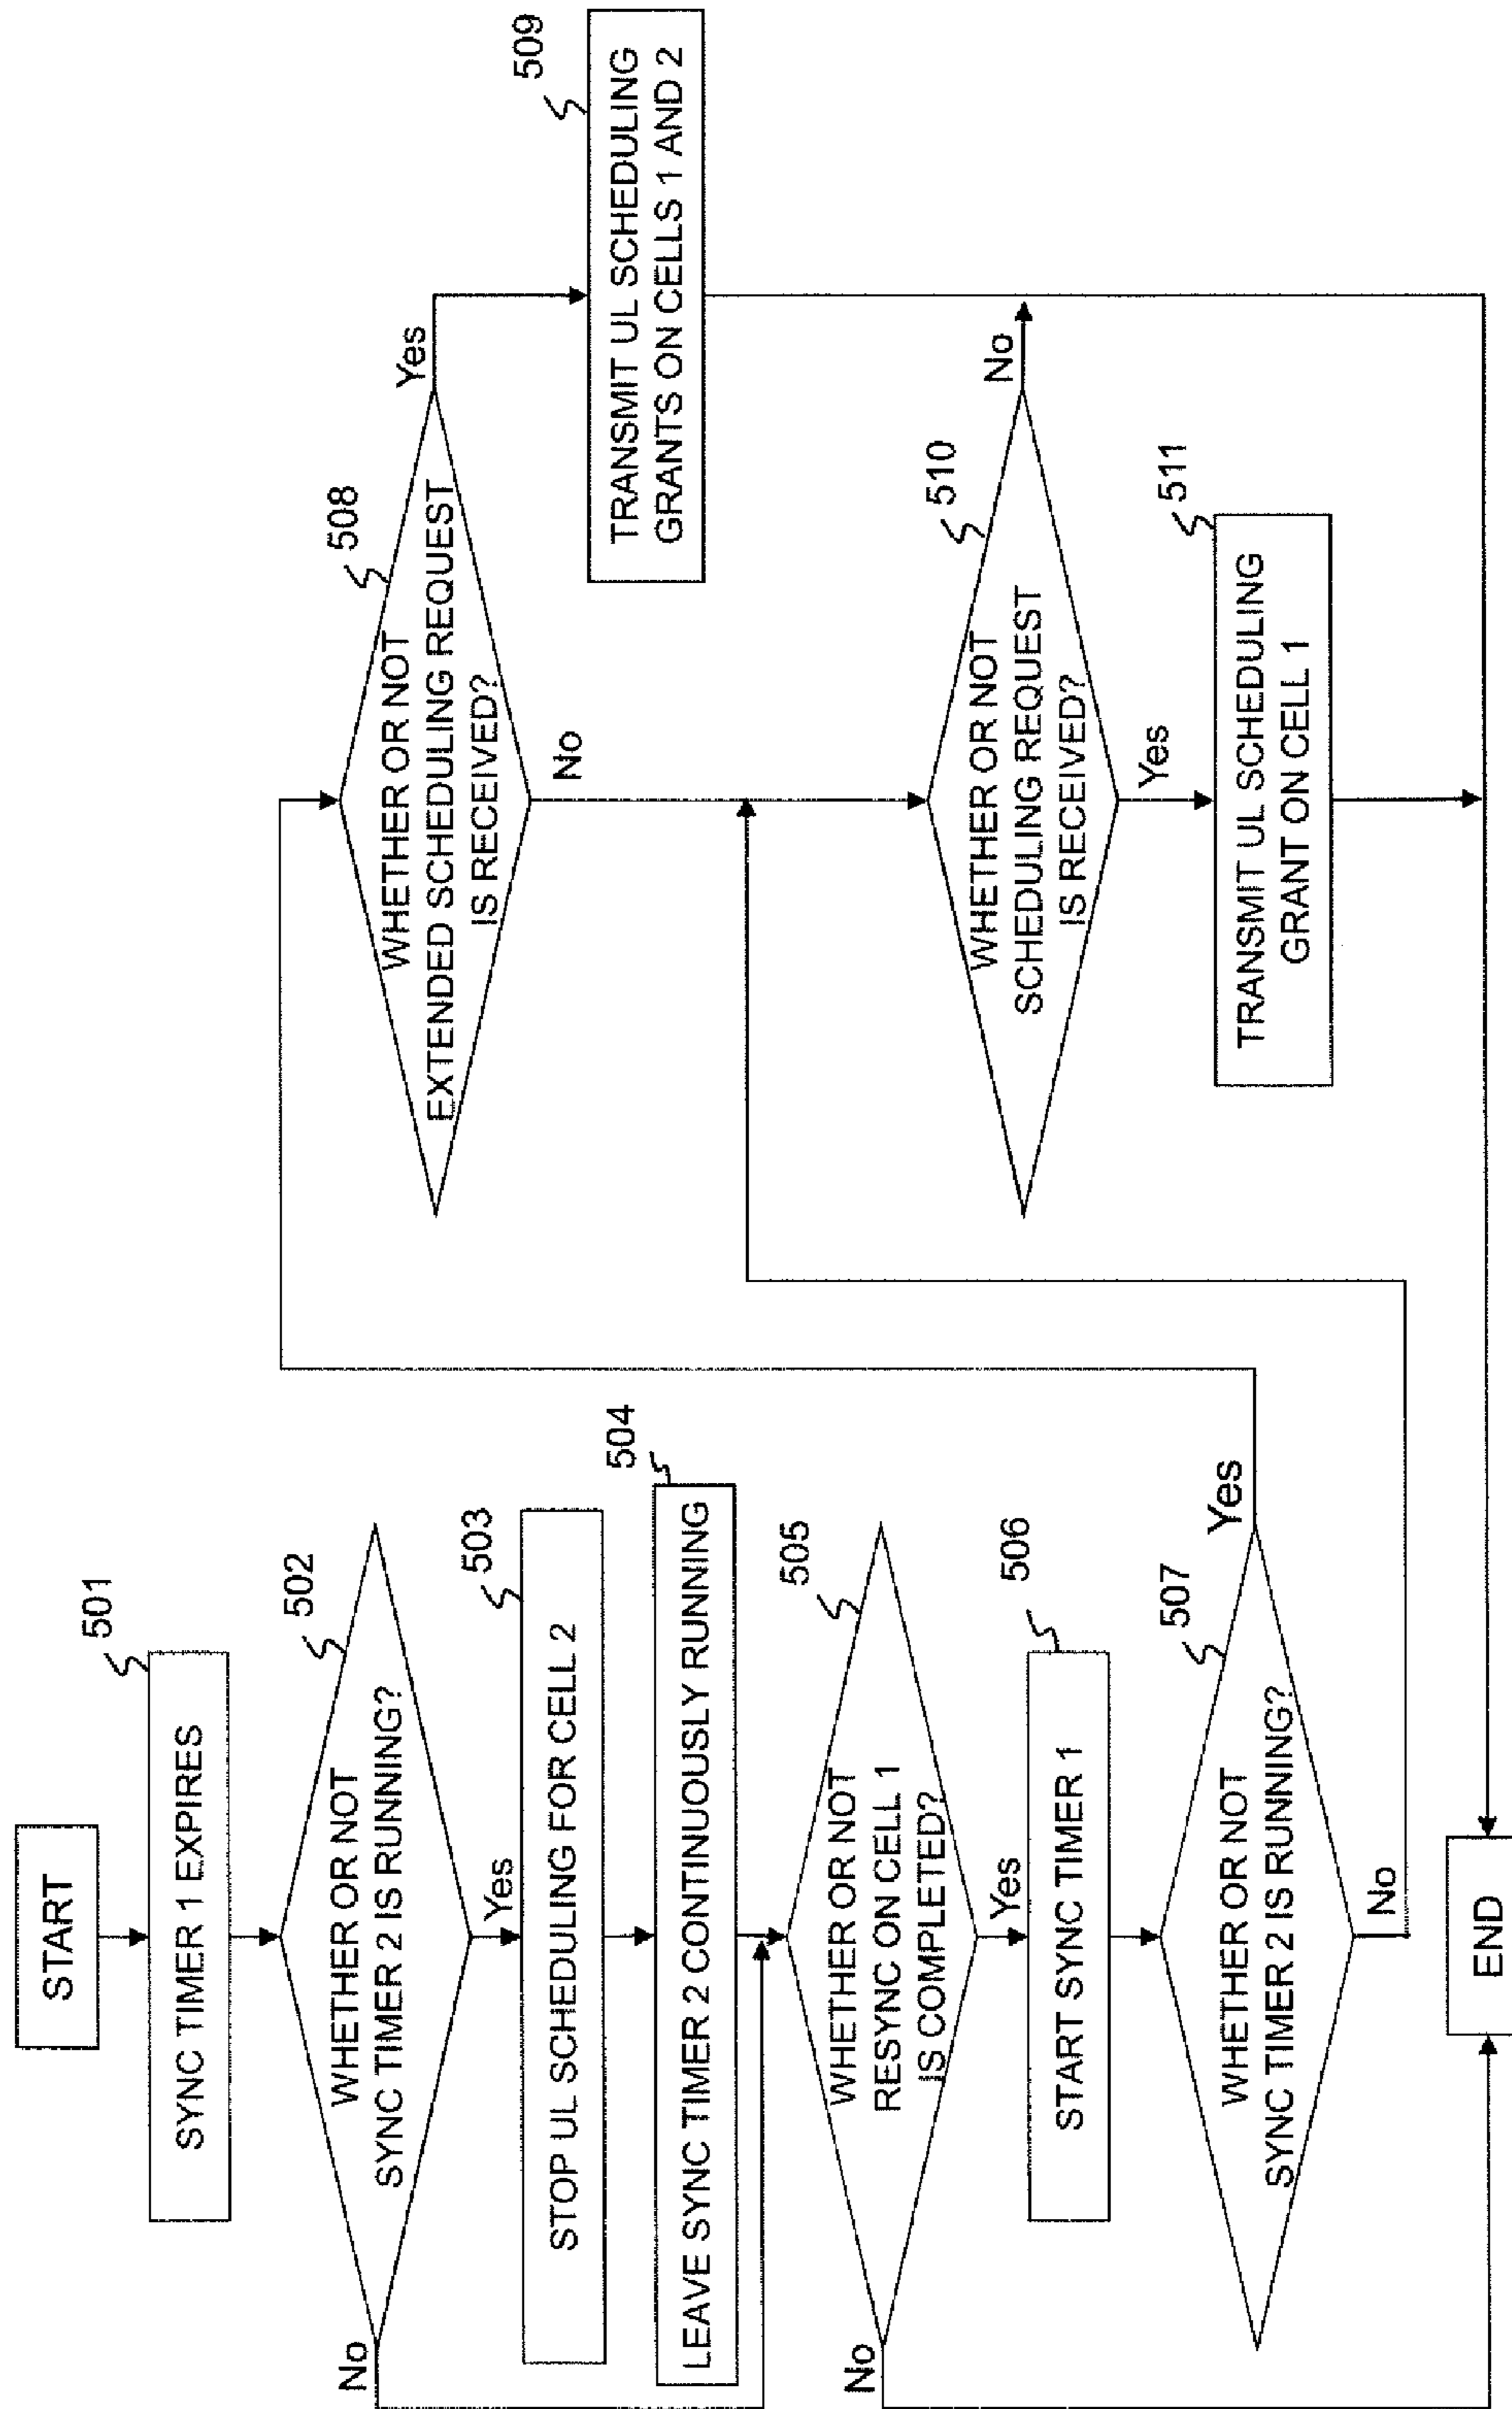 START
501
SYNC TIMER 1 EXPIRES
502
WHETHER OR NOT
SYNC TIMER 2 IS RUNNING?
No
Yes
503
STOP UL SCHEDULING FOR CELL 2
504
LEAVE SYNC TIMER 2 CONTINUOUSLY RUNNING
505
WHETHER OR NOT
RESYNC ON CELL 1
IS COMPLETED?
No
Yes
506
START SYNC TIMER 1
507
WHETHER OR NOT
SYNC TIMER 2 IS RUNNING?
Yes
No
END
508
WHETHER OR NOT
EXTENDED SCHEDULING REQUEST
IS RECEIVED?
Yes
No
509
TRANSMIT UL SCHEDULING
GRANTS ON CELLS 1 AND 2
510
WHETHER OR NOT
SCHEDULING REQUEST
IS RECEIVED?
No
Yes
511
TRANSMIT UL SCHEDULING
GRANT ON CELL 1